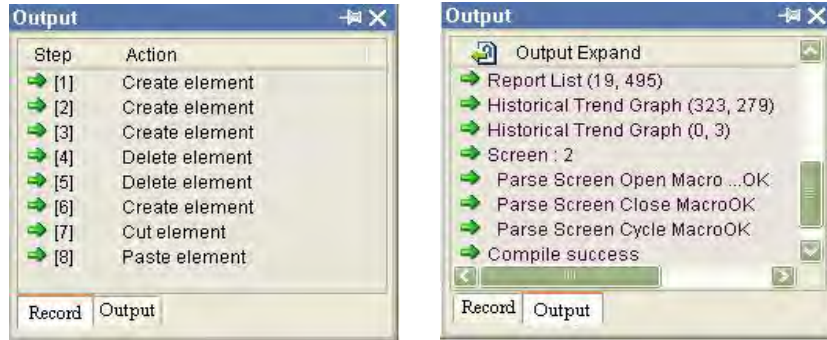 Output
Step Action
[1] Create element
[2] Create element
[3] Create element
[4] Delete element
[5] Delete element
[6] Create element
[7] Cut element
[8] Paste element
Record Output
Output
Output Expand
Report List (19, 495)
Historical Trend Graph (323, 279)
Historical Trend Graph (0, 3)
Screen : 2
Parse Screen Open Macro ...OK
Parse Screen Close MacroOK
Parse Screen Cycle MacroOK
Compile success
Record Output